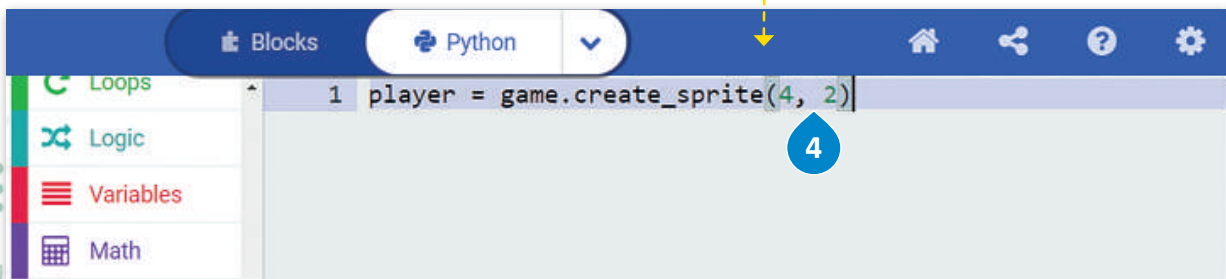 Blocks Python
Loops
1 player = game.create_sprite(4, 2)
Logic
4
Variables
Math